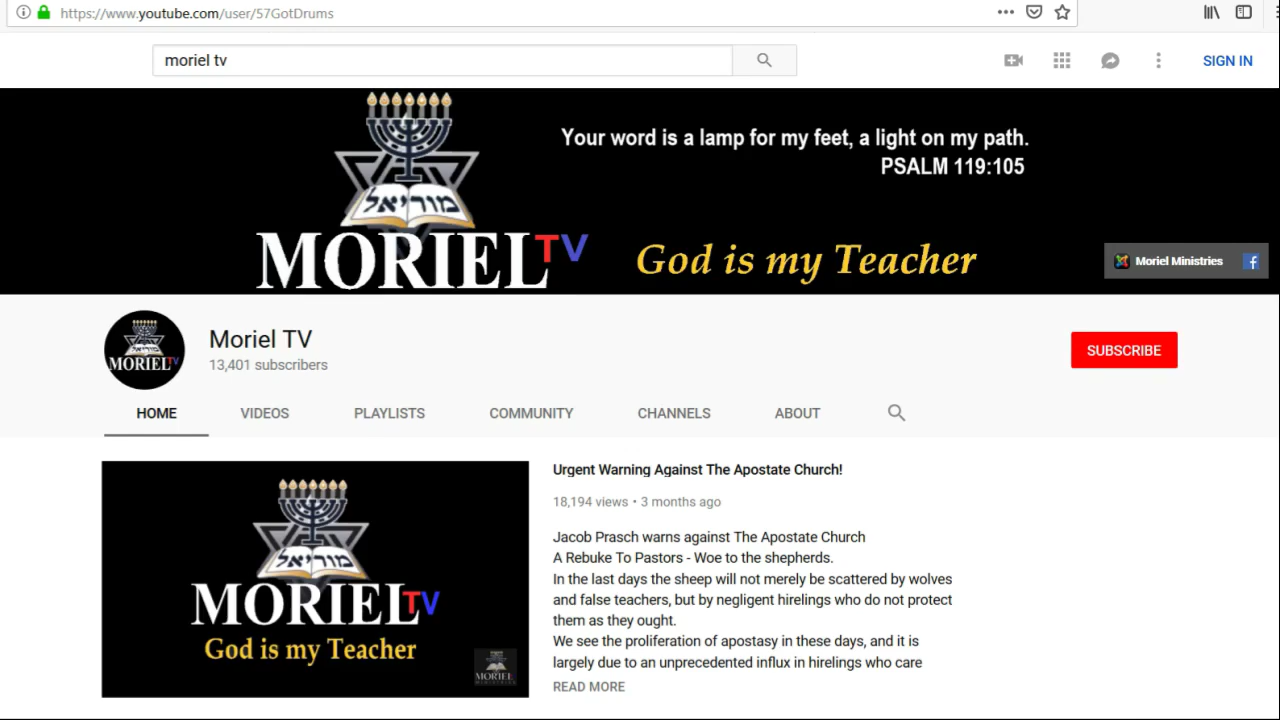 https://www.youtube.com/user/57GotDrums
moriel tv
SIGN IN
Your word is a lamp for my feet, a light on my path.
PSALM 119:105
מוריאל
MORIEL TV
God is my Teacher
Moriel Ministries
MORIEL TV
Moriel TV
13,401 subscribers
SUBSCRIBE
HOME VIDEOS PLAYLISTS COMMUNITY CHANNELS ABOUT
מוריאל
MORIEL TV
God is my Teacher
MORIEL
Urgent Warning Against The Apostate Church!
18,194 views • 3 months ago
Jacob Prasch warns against The Apostate Church
A Rebuke To Pastors - Woe to the shepherds.
In the last days the sheep will not merely be scattered by wolves
and false teachers, but by negligent hirelings who do not protect
them as they ought.
We see the proliferation of apostasy in these days, and it is
largely due to an unprecedented influx in hirelings who care
READ MORE